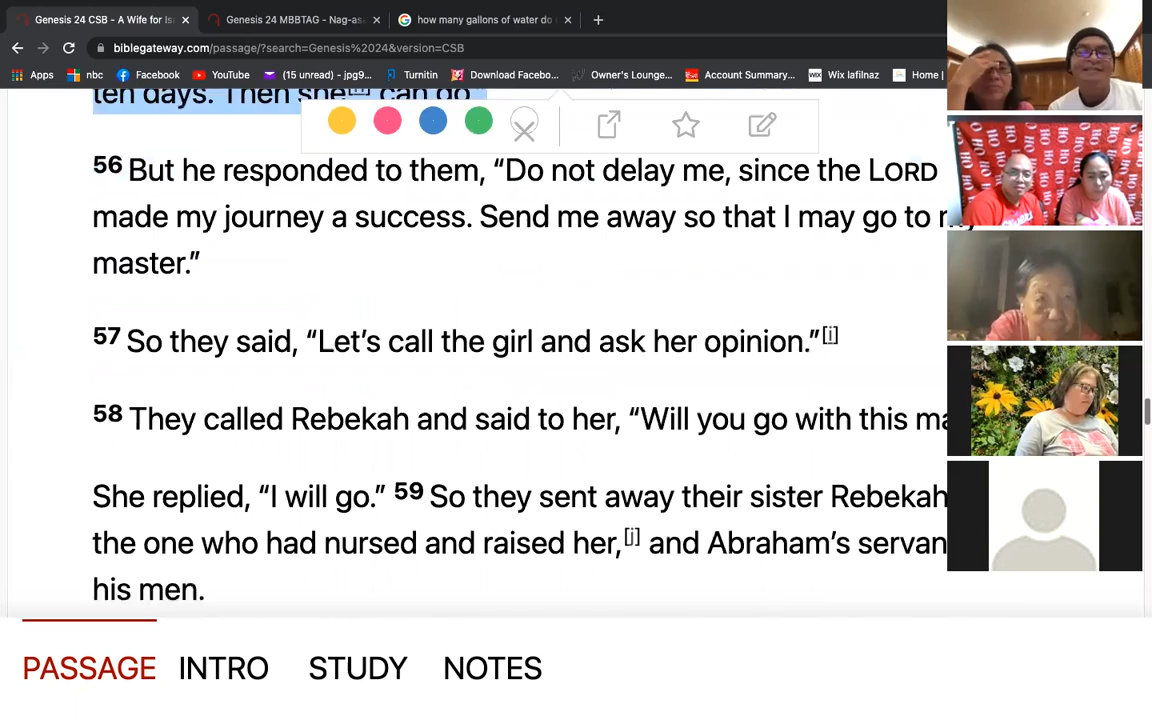 Genesis 24 CSB - A Wife for Isa
Genesis 24 MBBTAG - Nag-asa
how many gallons of water do
biblegateway.com/passage/?search=Genesis%2024&version=CSB
Apps nbc Facebook YouTube (15 unread) - jpg9... Turnitin Download Facebo... Owner's Lounge... Account Summary... Wix lafilnaz Home |
ten days. Then she can go."
56 But he responded to them, “Do not delay me, since the LORD
made my journey a success. Send me away so that I may go to my
master.”
57 So they said, “Let’s call the girl and ask her opinion.”[i]
58 They called Rebekah and said to her, “Will you go with this ma
She replied, “I will go.” 59 So they sent away their sister Rebekah
the one who had nursed and raised her,[j] and Abraham’s servan
his men.
PASSAGE INTRO STUDY NOTES